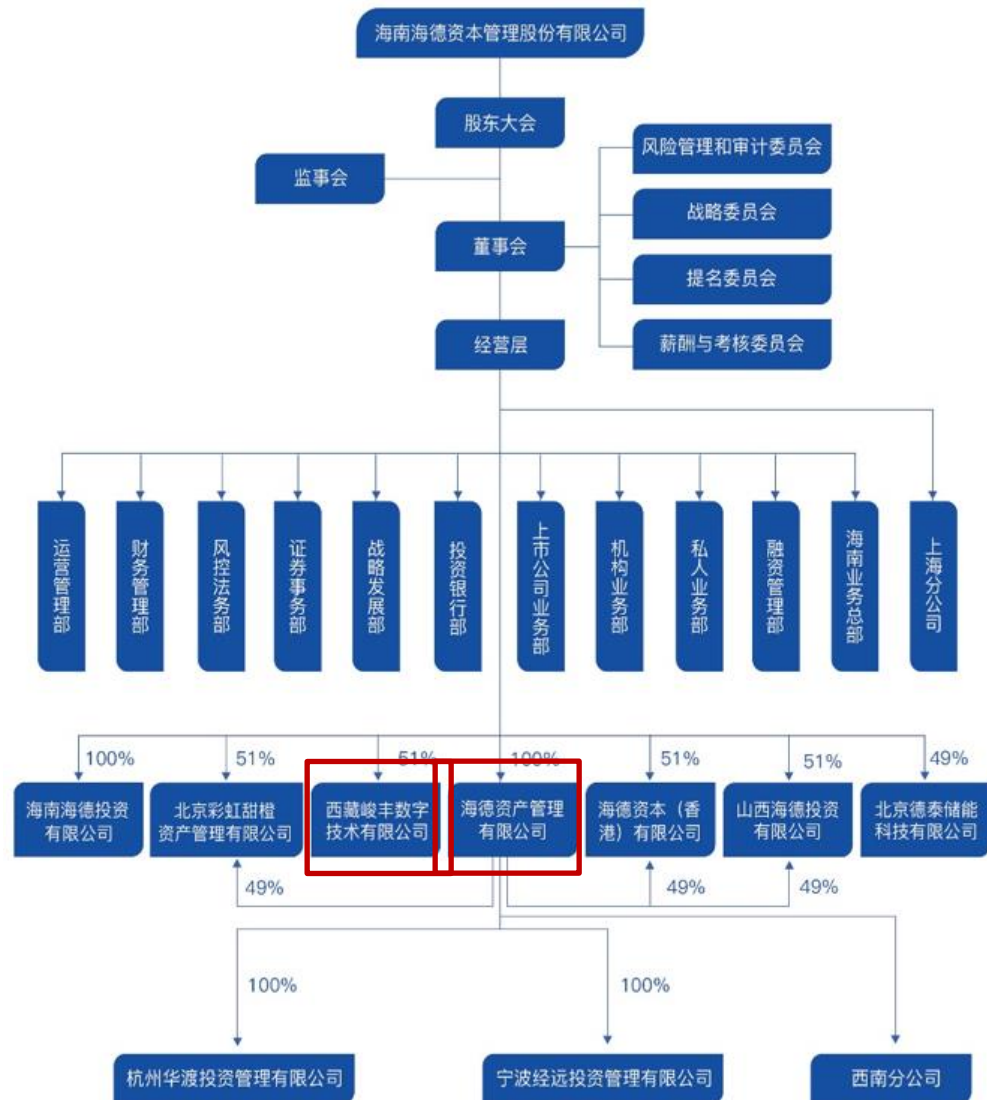 海南海德资本管理股份有限公司
股东大会
风险管理和审计委员会
监事会
战略委员会
董事会
提名委员会
经营层
薪酬与考核委员会
运营管理部
财务管理部
风控法务部
证券事务部
战略发展部
投资银行部
上市公司业务部
机构业务部
私人业务部
融资管理部
海南业务总部
上海分公司
100%
51%
51%
100%
51%
51%
49%
海南海德投资
有限公司
北京彩虹甜橙
资产管理有限公司
西藏峻丰数字
技术有限公司
海德资产管理
有限公司
海德资本（香
港）有限公司
山西海德投资
有限公司
北京德泰储能
科技有限公司
49%
49%
49%
100%
100%
杭州华渡投资管理有限公司
宁波经远投资管理有限公司
西南分公司